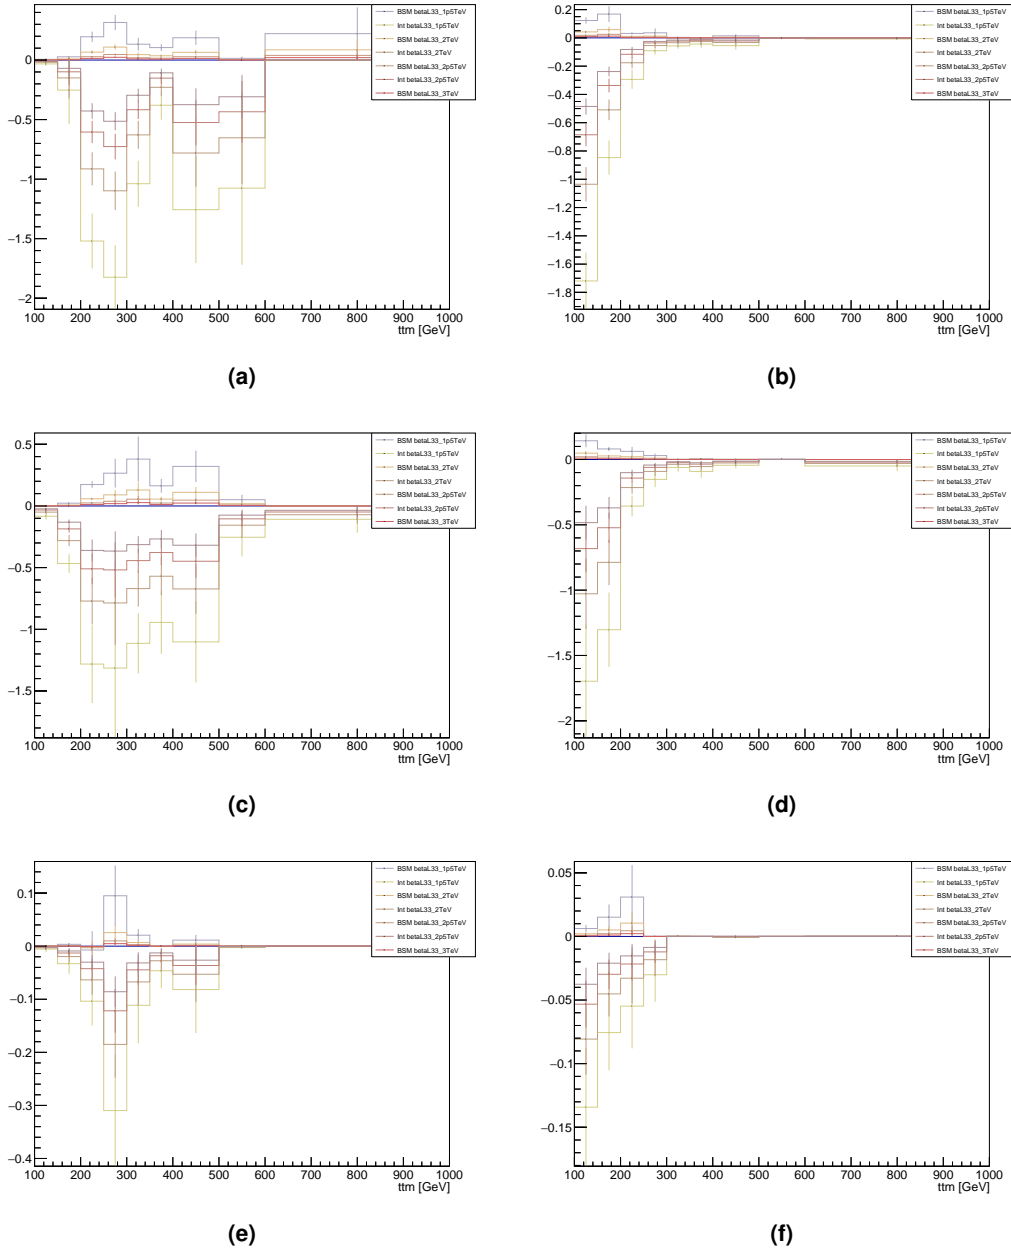 0
−0.5
−1
−1.5
−2
100 200 300 400 500 600 700 800 900 1000
ttm [GeV]
BSM betaL33_1p5TeV
Int betaL33_1p5TeV
BSM betaL33_2TeV
Int betaL33_2TeV
BSM betaL33_2p5TeV
Int betaL33_2p5TeV
BSM betaL33_3TeV
(a)
0.2
0
−0.2
−0.4
−0.6
−0.8
−1
−1.2
−1.4
−1.6
−1.8
100 200 300 400 500 600 700 800 900 1000
ttm [GeV]
BSM betaL33_1p5TeV
Int betaL33_1p5TeV
BSM betaL33_2TeV
Int betaL33_2TeV
BSM betaL33_2p5TeV
Int betaL33_2p5TeV
BSM betaL33_3TeV
(b)
0.5
0
−0.5
−1
−1.5
100 200 300 400 500 600 700 800 900 1000
ttm [GeV]
BSM betaL33_1p5TeV
Int betaL33_1p5TeV
BSM betaL33_2TeV
Int betaL33_2TeV
BSM betaL33_2p5TeV
Int betaL33_2p5TeV
BSM betaL33_3TeV
(c)
0
−0.5
−1
−1.5
−2
100 200 300 400 500 600 700 800 900 1000
ttm [GeV]
BSM betaL33_1p5TeV
Int betaL33_1p5TeV
BSM betaL33_2TeV
Int betaL33_2TeV
BSM betaL33_2p5TeV
Int betaL33_2p5TeV
BSM betaL33_3TeV
(d)
0.1
0
−0.1
−0.2
−0.3
−0.4
100 200 300 400 500 600 700 800 900 1000
ttm [GeV]
BSM betaL33_1p5TeV
Int betaL33_1p5TeV
BSM betaL33_2TeV
Int betaL33_2TeV
BSM betaL33_2p5TeV
Int betaL33_2p5TeV
BSM betaL33_3TeV
(e)
0.05
0
−0.05
−0.1
−0.15
100 200 300 400 500 600 700 800 900 1000
ttm [GeV]
BSM betaL33_1p5TeV
Int betaL33_1p5TeV
BSM betaL33_2TeV
Int betaL33_2TeV
BSM betaL33_2p5TeV
Int betaL33_2p5TeV
BSM betaL33_3TeV
(f)